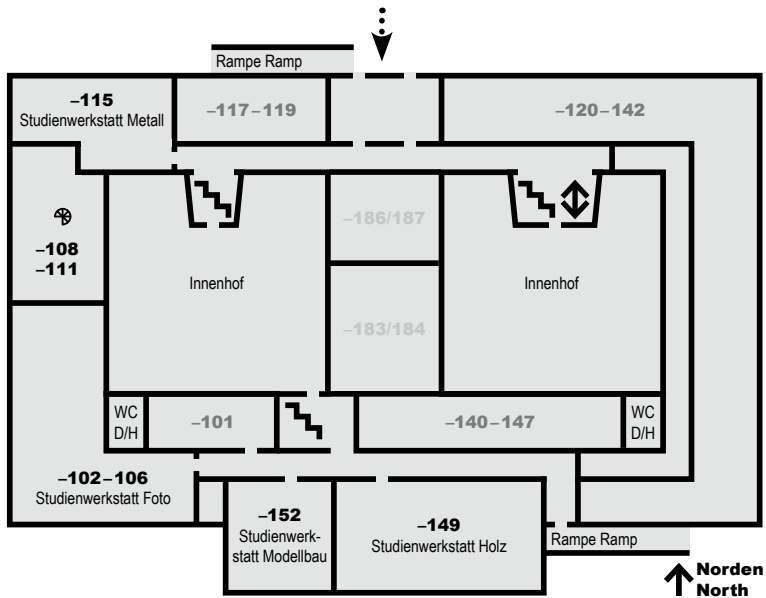 Rampe Ramp
–115
Studienwerkstatt Metall
–117–119
–120–142
–108
–111
–186/187
Innenhof
Innenhof
–183/184
WC
D/H
–101
–140–147
WC
D/H
–102–106
Studienwerkstatt Foto
–152
Studienwerk-
statt Modellbau
–149
Studienwerkstatt Holz
Rampe Ramp
Norden
North